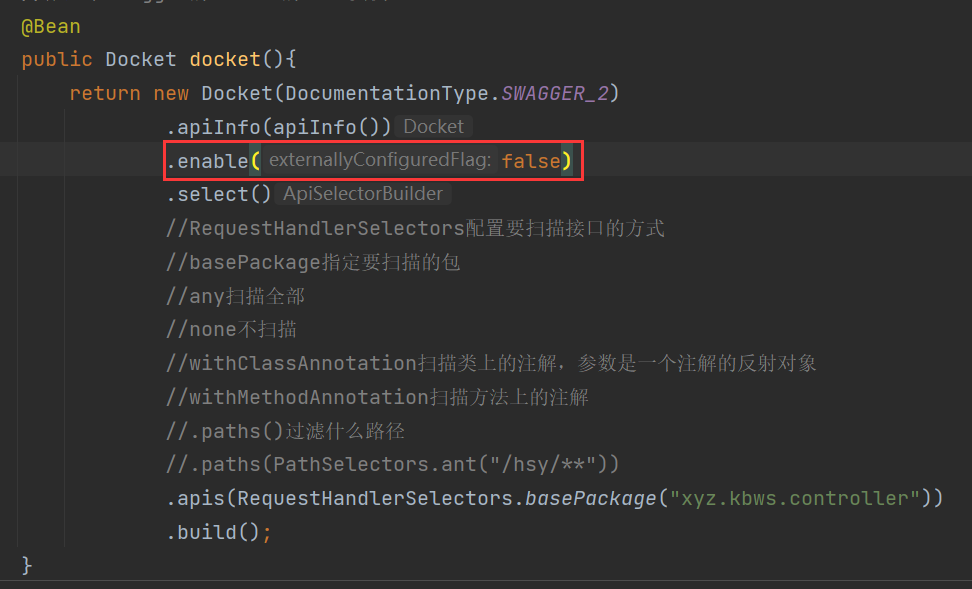 @Bean
public Docket docket(){
return new Docket(DocumentationType.SWAGGER_2)
.apiInfo(apiInfo()) Docket
.enable( externallyConfiguredFlag: false)
.select() ApiSelectorBuilder
//RequestHandlerSelectors配置要扫描接口的方式
//basePackage指定要扫描的包
//any扫描全部
//none不扫描
//withClassAnnotation扫描类上的注解，参数是一个注解的反射对象
//withMethodAnnotation扫描方法上的注解
//.paths()过滤什么路径
//.paths(PathSelectors.ant("/hsy/**"))
.apis(RequestHandlerSelectors.basePackage("xyz.kbws.controller"))
.build();
}